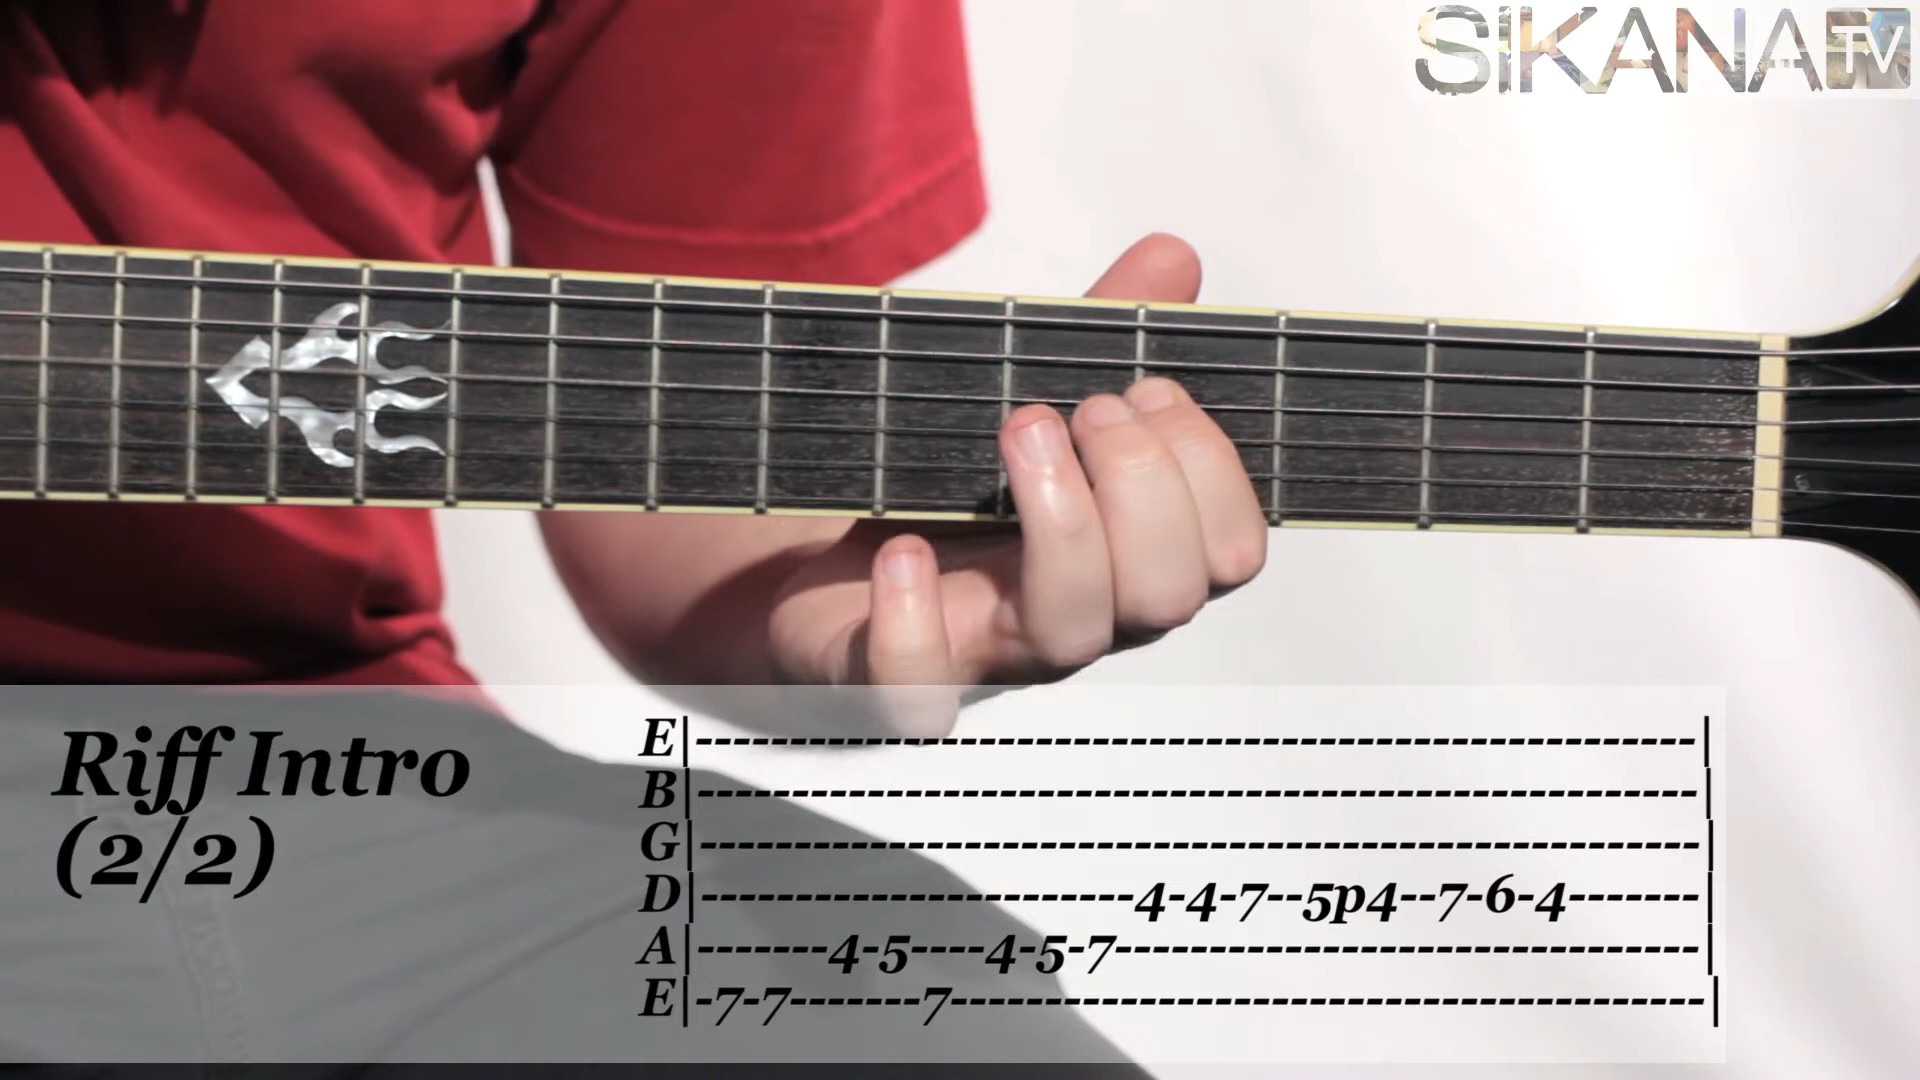 SIKANA TV
Riff Intro
(2/2)
E|-------------------------------------------------------------|
B|-------------------------------------------------------------|
G|-------------------------------------------------------------|
D|--------------------------4-4-7--5p4--7-6-4--------|
A|--------4-5----4-5-7------------------------------------|
E|-7-7--------7----------------------------------------------|